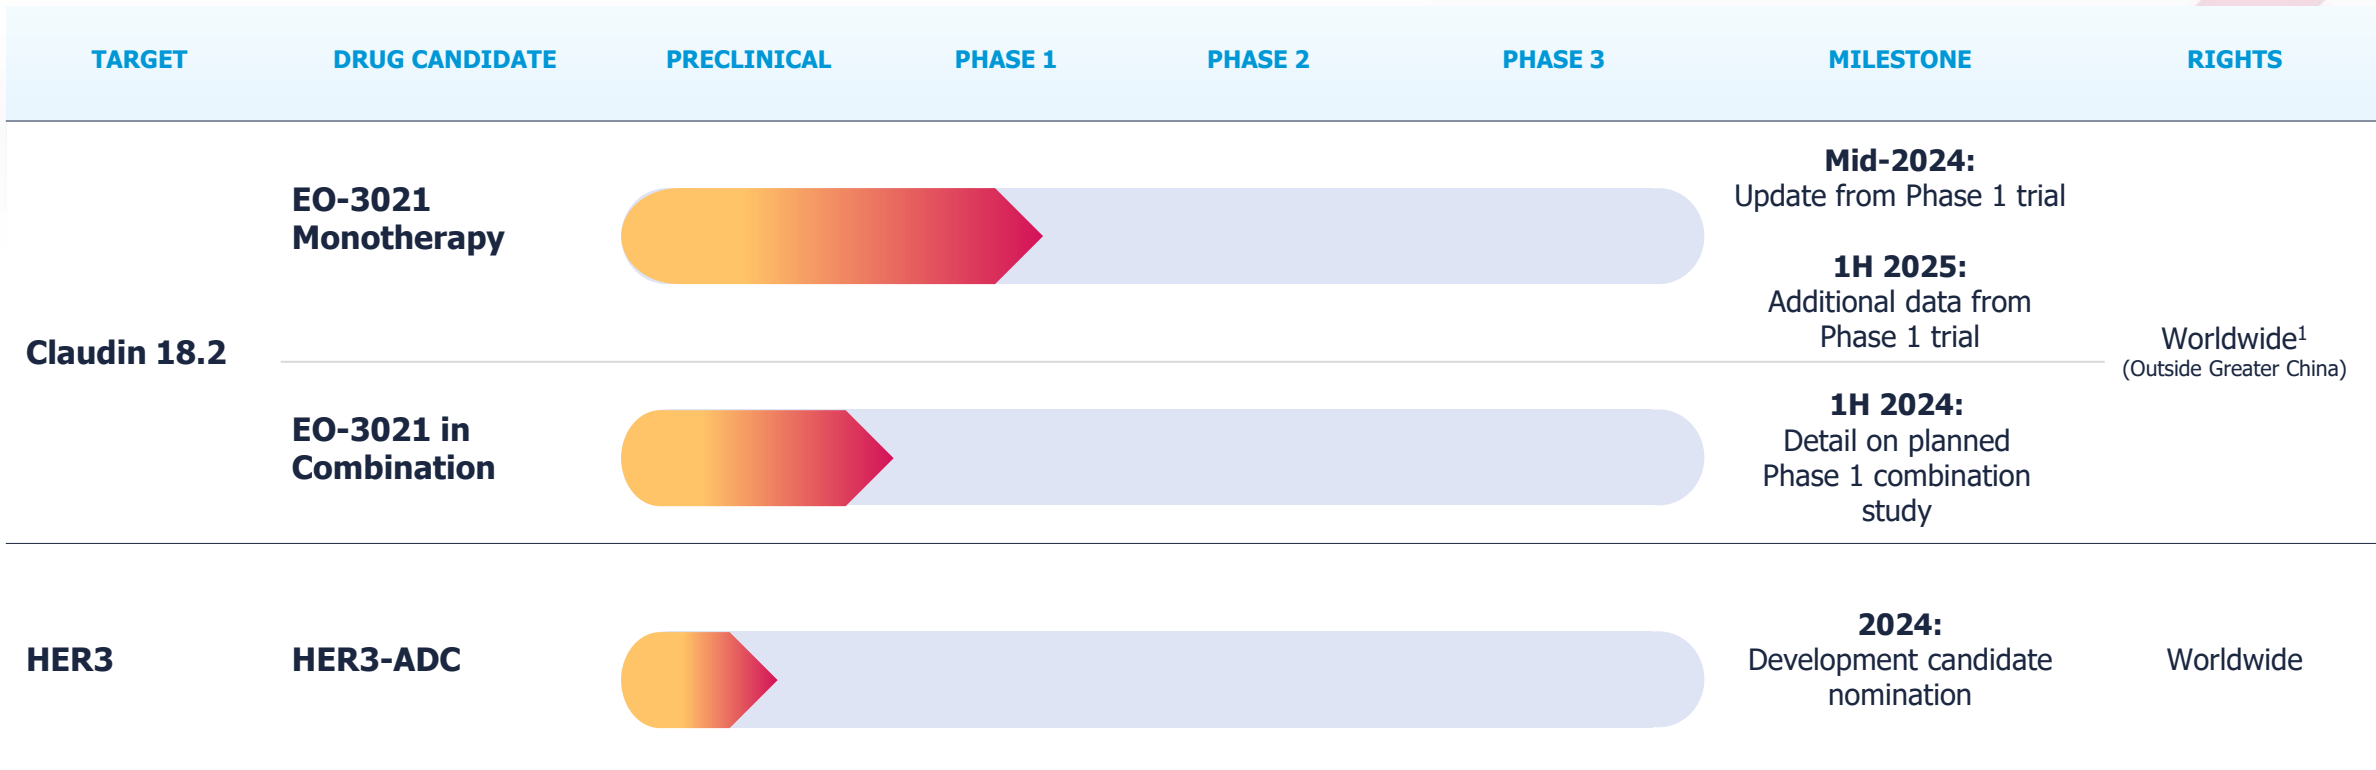 TARGET DRUG CANDIDATE PRECLINICAL PHASE 1 PHASE 2 PHASE 3 MILESTONE RIGHTS
Claudin 18.2
EO-3021
Monotherapy
Mid-2024:
Update from Phase 1 trial
1H 2025:
Additional data from
Phase 1 trial
EO-3021 in
Combination
1H 2024:
Detail on planned
Phase 1 combination
study
Worldwide¹
(Outside Greater China)
HER3
HER3-ADC
2024:
Development candidate
nomination
Worldwide